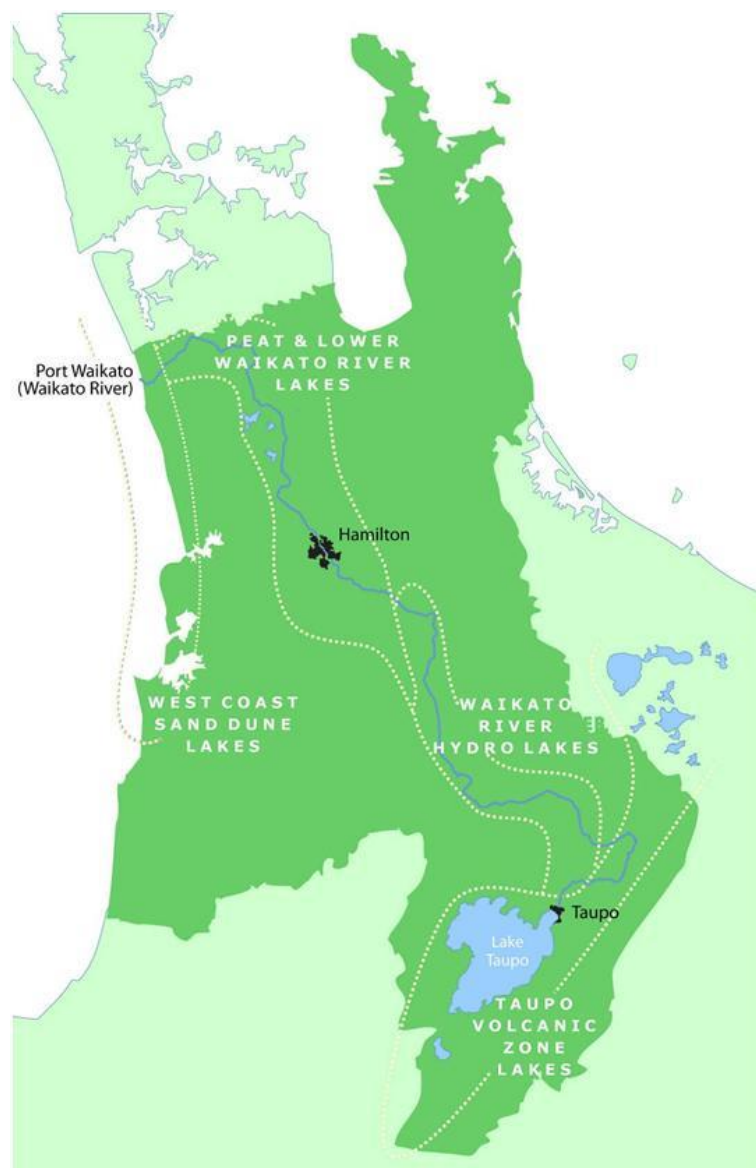 PEAT & LOWER
WAIKATO RIVER
LAKES
Port Waikato
(Waikato River)
Hamilton
WEST COAST
SAND DUNE
LAKES
WAIKATO
RIVER
HYDRO LAKES
Taupo
Lake
Taupo
TAUPO
VOLCANIC
ZONE
LAKES